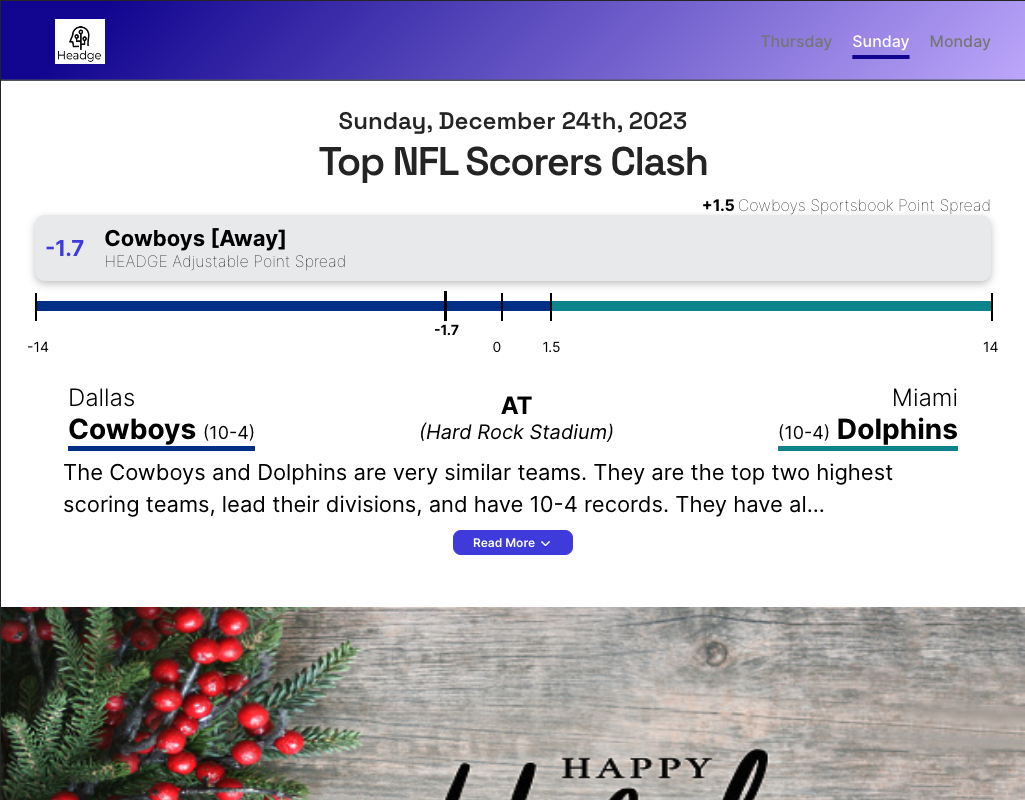 Headge
Thursday Sunday Monday
Sunday, December 24th, 2023
Top NFL Scorers Clash
+1.5 Cowboys Sportsbook Point Spread
-1.7 Cowboys [Away]
HEADGE Adjustable Point Spread
-1.7
-14 0 1.5 14
Dallas
Cowboys (10-4)
AT
(Hard Rock Stadium)
Miami
(10-4) Dolphins
The Cowboys and Dolphins are very similar teams. They are the top two highest
scoring teams, lead their divisions, and have 10-4 records. They have al...
Read More
HAPPY